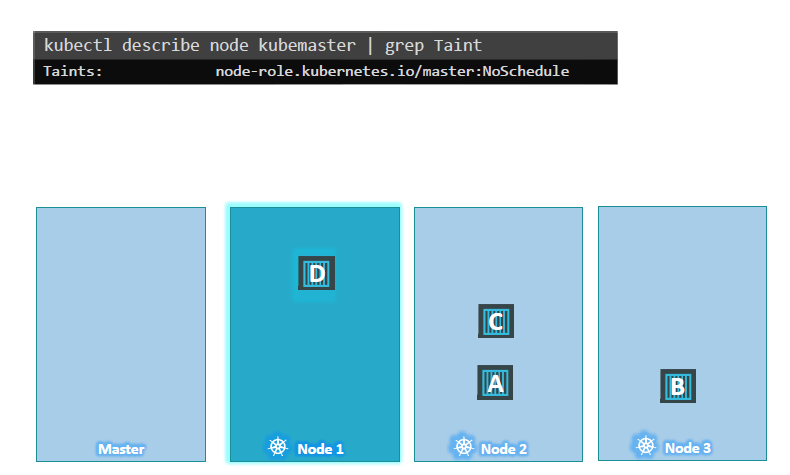 kubectl describe node kubemaster | grep Taint
Taints: node-role.kubernetes.io/master:NoSchedule
D
C
A
B
Master
Node 1
Node 2
Node 3